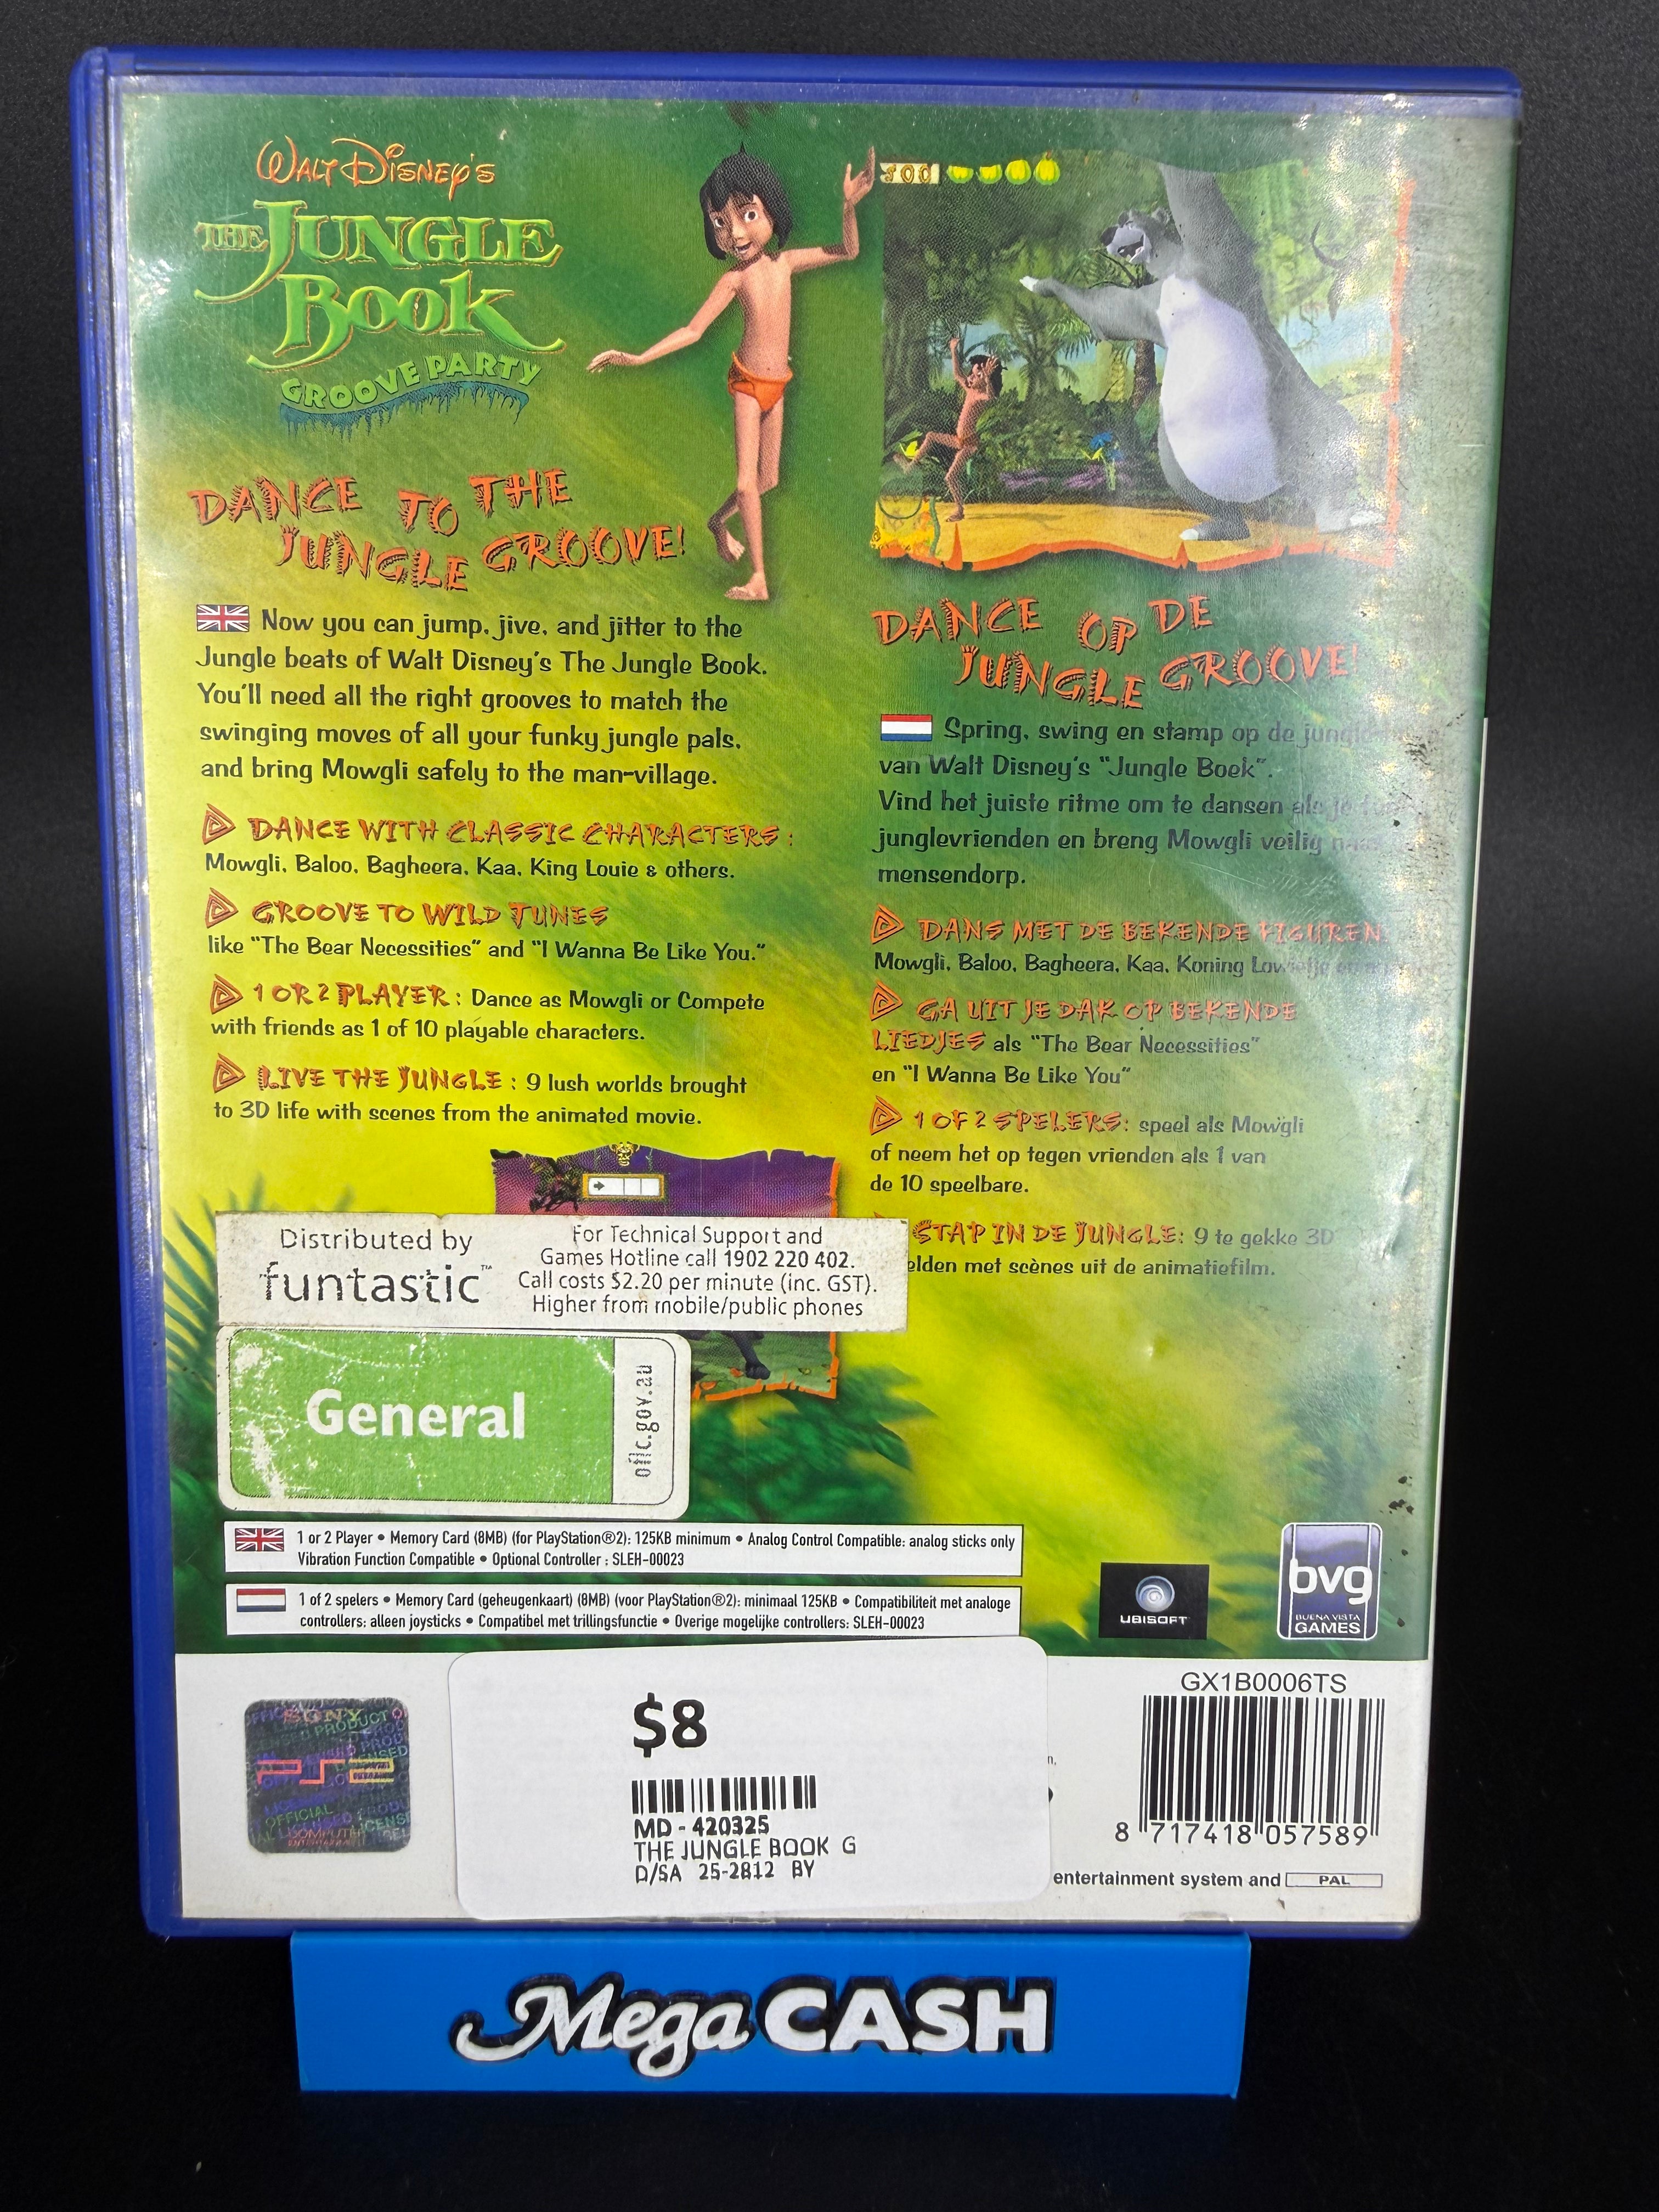 WALT DISNEY'S
THE JUNGLE
BOOK
GROOVE PARTY
DANCE TO THE
JUNGLE GROOVE!
Now you can jump, jive, and jitter to the
Jungle beats of Walt Disney's The Jungle Book.
You'll need all the right grooves to match the
swinging moves of all your funky jungle pals,
and bring Mowgli safely to the man-village.
DANCE WITH CLASSIC CHARACTERS :
Mowgli, Baloo, Bagheera, Kaa, King Louie & others.
GROOVE TO WILD TUNES
like "The Bear Necessities" and "I Wanna Be Like You."
1 OR 2 PLAYER : Dance as Mowgli or Compete
with friends as 1 of 10 playable characters.
LIVE THE JUNGLE : 9 lush worlds brought
to 3D life with scenes from the animated movie.
300
DANCE OP DE
JUNGLE GROOVE!
Spring, swing en stamp op de
van Walt Disney's "Jungle Boek".
Vind het juiste ritme om te dansen als je
junglevrienden en breng Mowgli veilig
mensendorp.
DANS MET DE BEKENDE FIGUREN:
Mowgli, Baloo, Bagheera, Kaa, Koning Lowietje en
GA UIT JE DAK OP BEKENDE
LIEDJES als "The Bear Necessities"
en "I Wanna Be Like You"
1 OF 2 SPELERS: speel als Mowgli
of neem het op tegen vrienden als 1 van
de 10 speelbare.
STAP IN DE JUNGLE: 9 te gekke 3D
elden met scènes uit de animatiefilm.
Distributed by
funtastic™
For Technical Support and
Games Hotline call 1902 220 402.
Call costs $2.20 per minute (inc. GST).
Higher from mobile/public phones
General
oflc.gov.au
1 or 2 Player • Memory Card (8MB) (for PlayStation®2): 125KB minimum • Analog Control Compatible: analog sticks only
Vibration Function Compatible • Optional Controller : SLEH-00023
1 of 2 spelers • Memory Card (geheugenkaart) (8MB) (voor PlayStation®2): minimaal 125KB • Compatibiliteit met analoge
controllers: alleen joysticks • Compatibel met trillingsfunctie • Overige mogelijke controllers: SLEH-00023
UBISOFT
bvg
BUENA VISTA
GAMES
SONY
PS2
OFFICIAL
$8
MD - 420325
THE JUNGLE BOOK G
D/SA 25-2812 BY
GX1B0006TS
8 717418 057589
entertainment system and PAL
Mega CASH